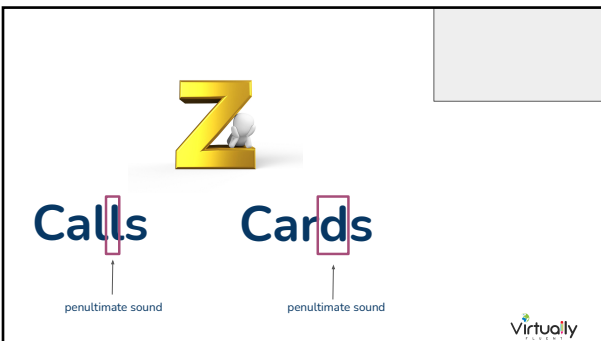 Z
Calls Cards
penultimate sound penultimate sound
Virtually
FLUENT